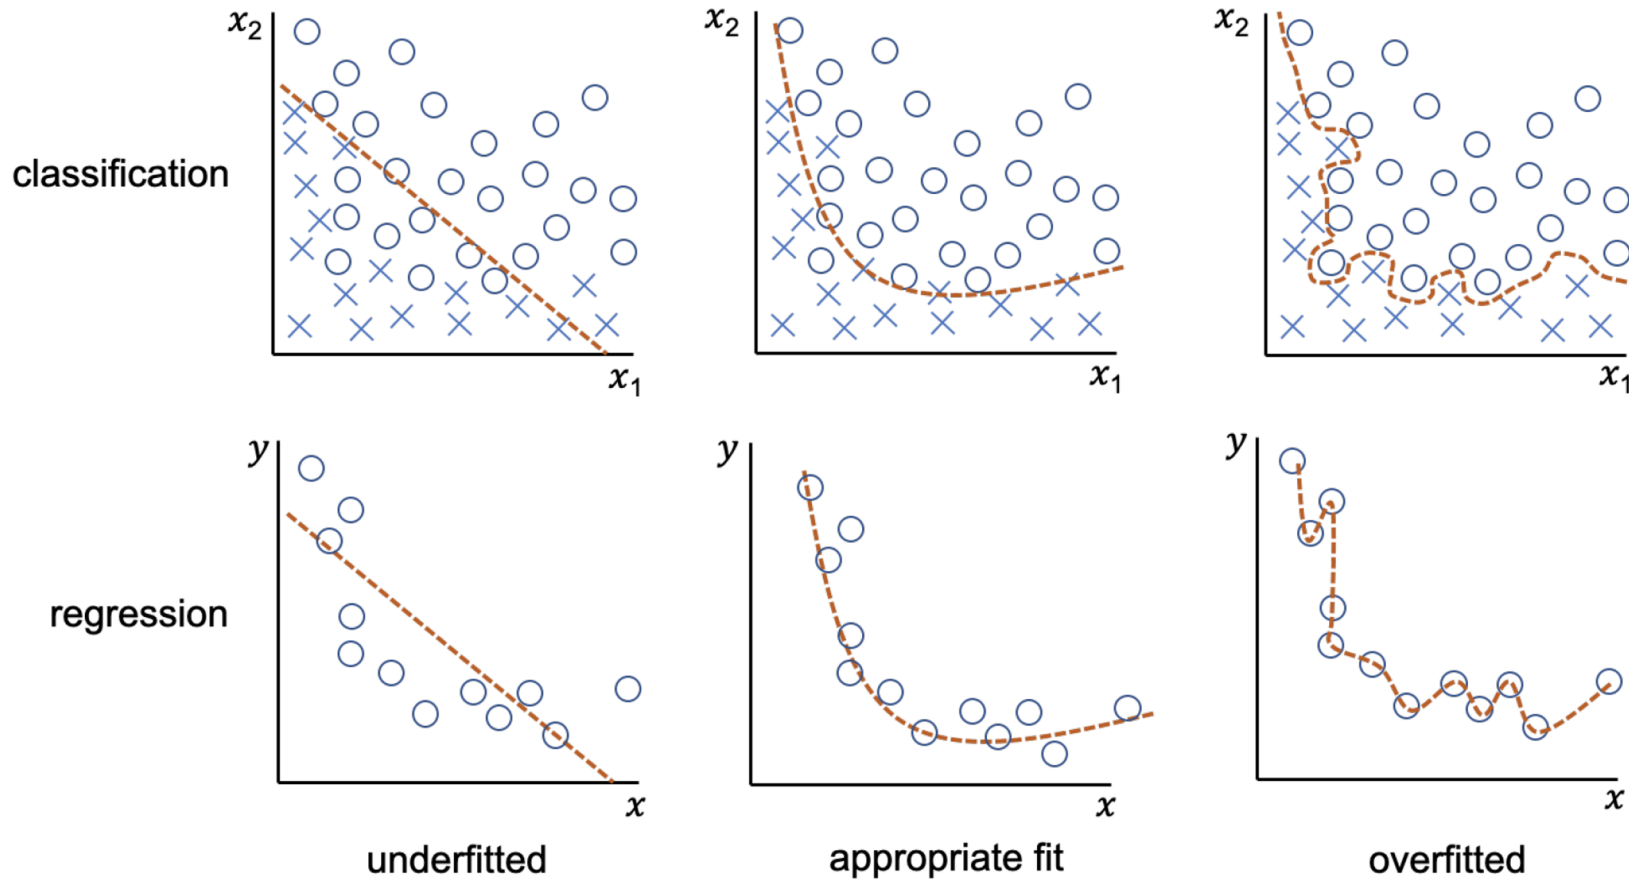 x₂
x₂
x₂
classification
x₁
x₁
x₁
y
y
y
regression
x
x
x
underfitted
appropriate fit
overfitted